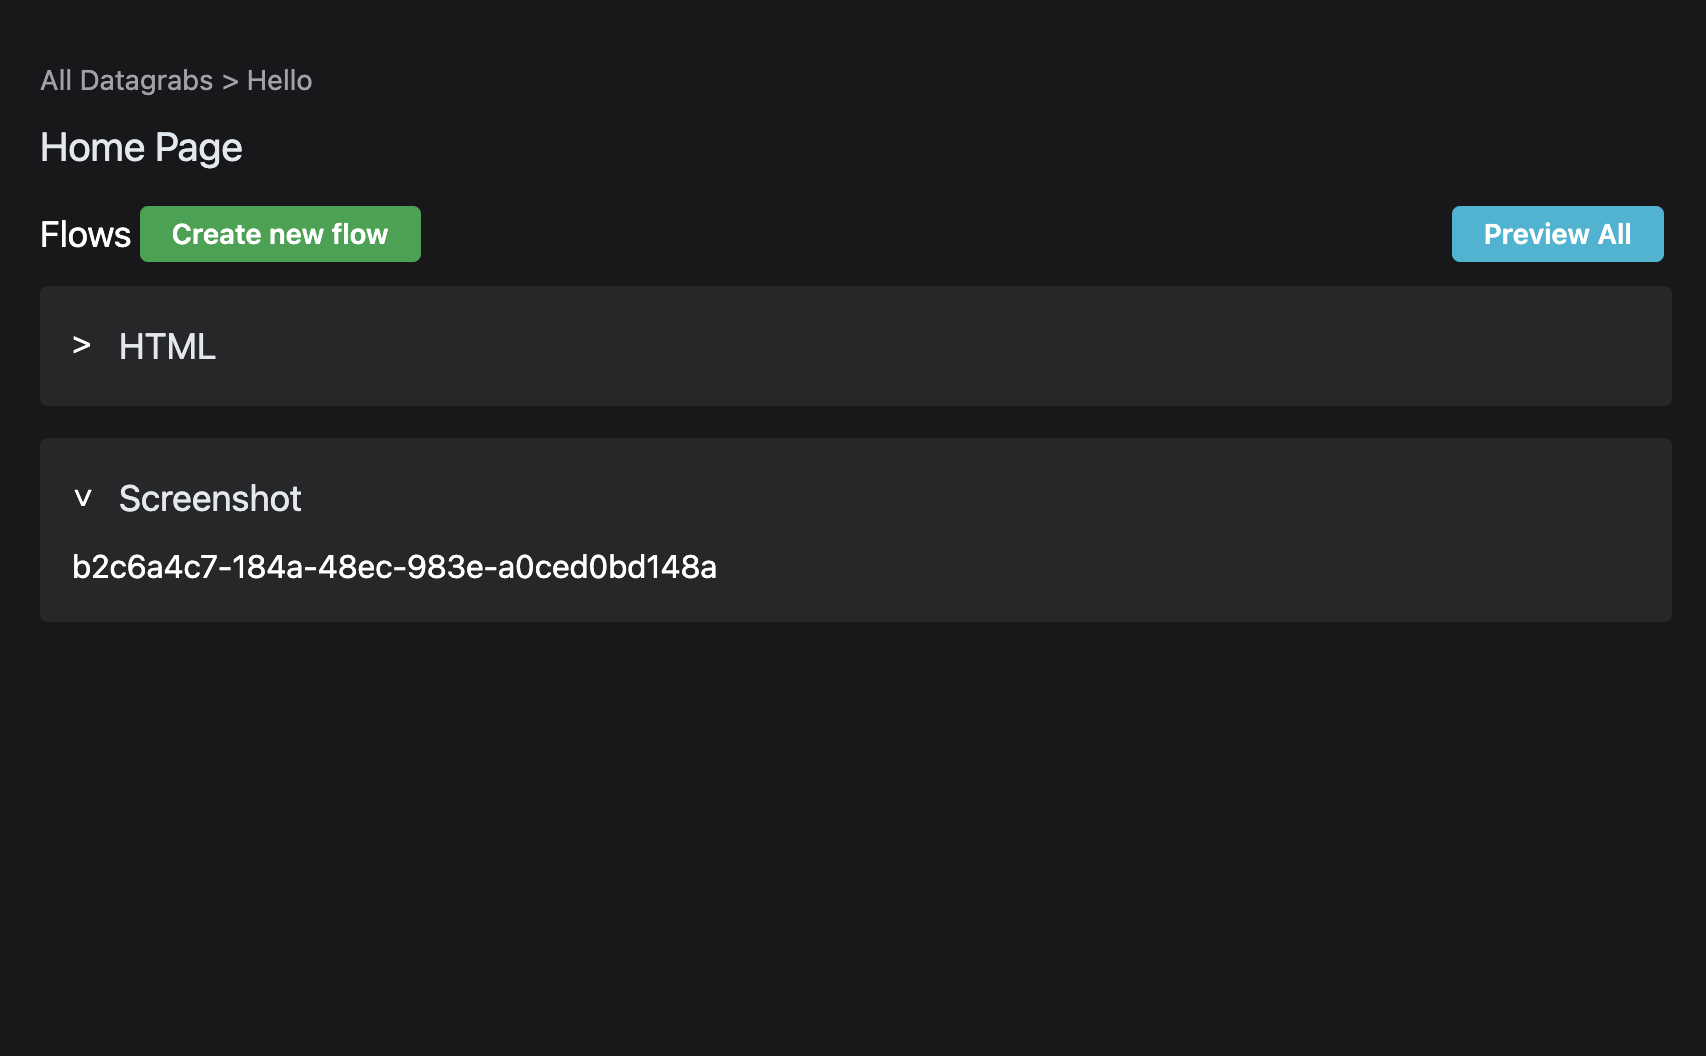 All Datagrabs > Hello
Home Page
Flows Create new flow Preview All
> HTML
v Screenshot
b2c6a4c7-184a-48ec-983e-a0ced0bd148a